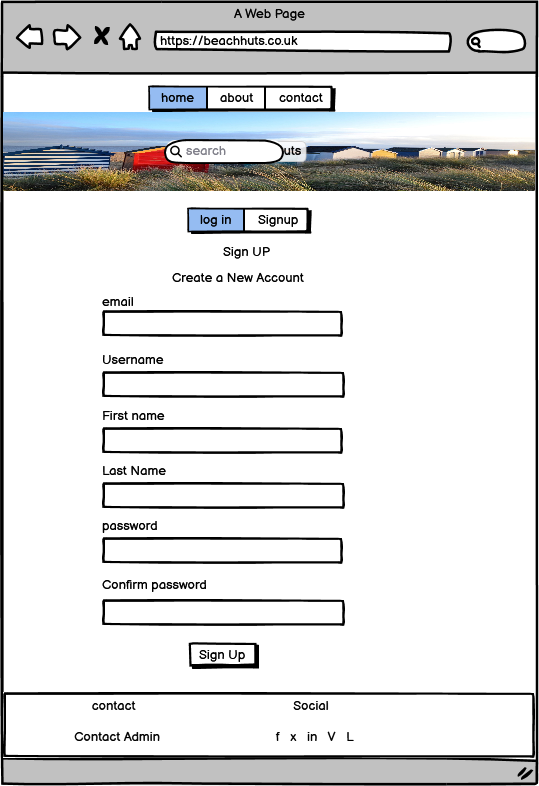 A Web Page
https://beachhuts.co.uk
home about contact
search uts
log in Signup
Sign UP
Create a New Account
email
Username
First name
Last Name
password
Confirm password
Sign Up
contact Social
Contact Admin f x in V L